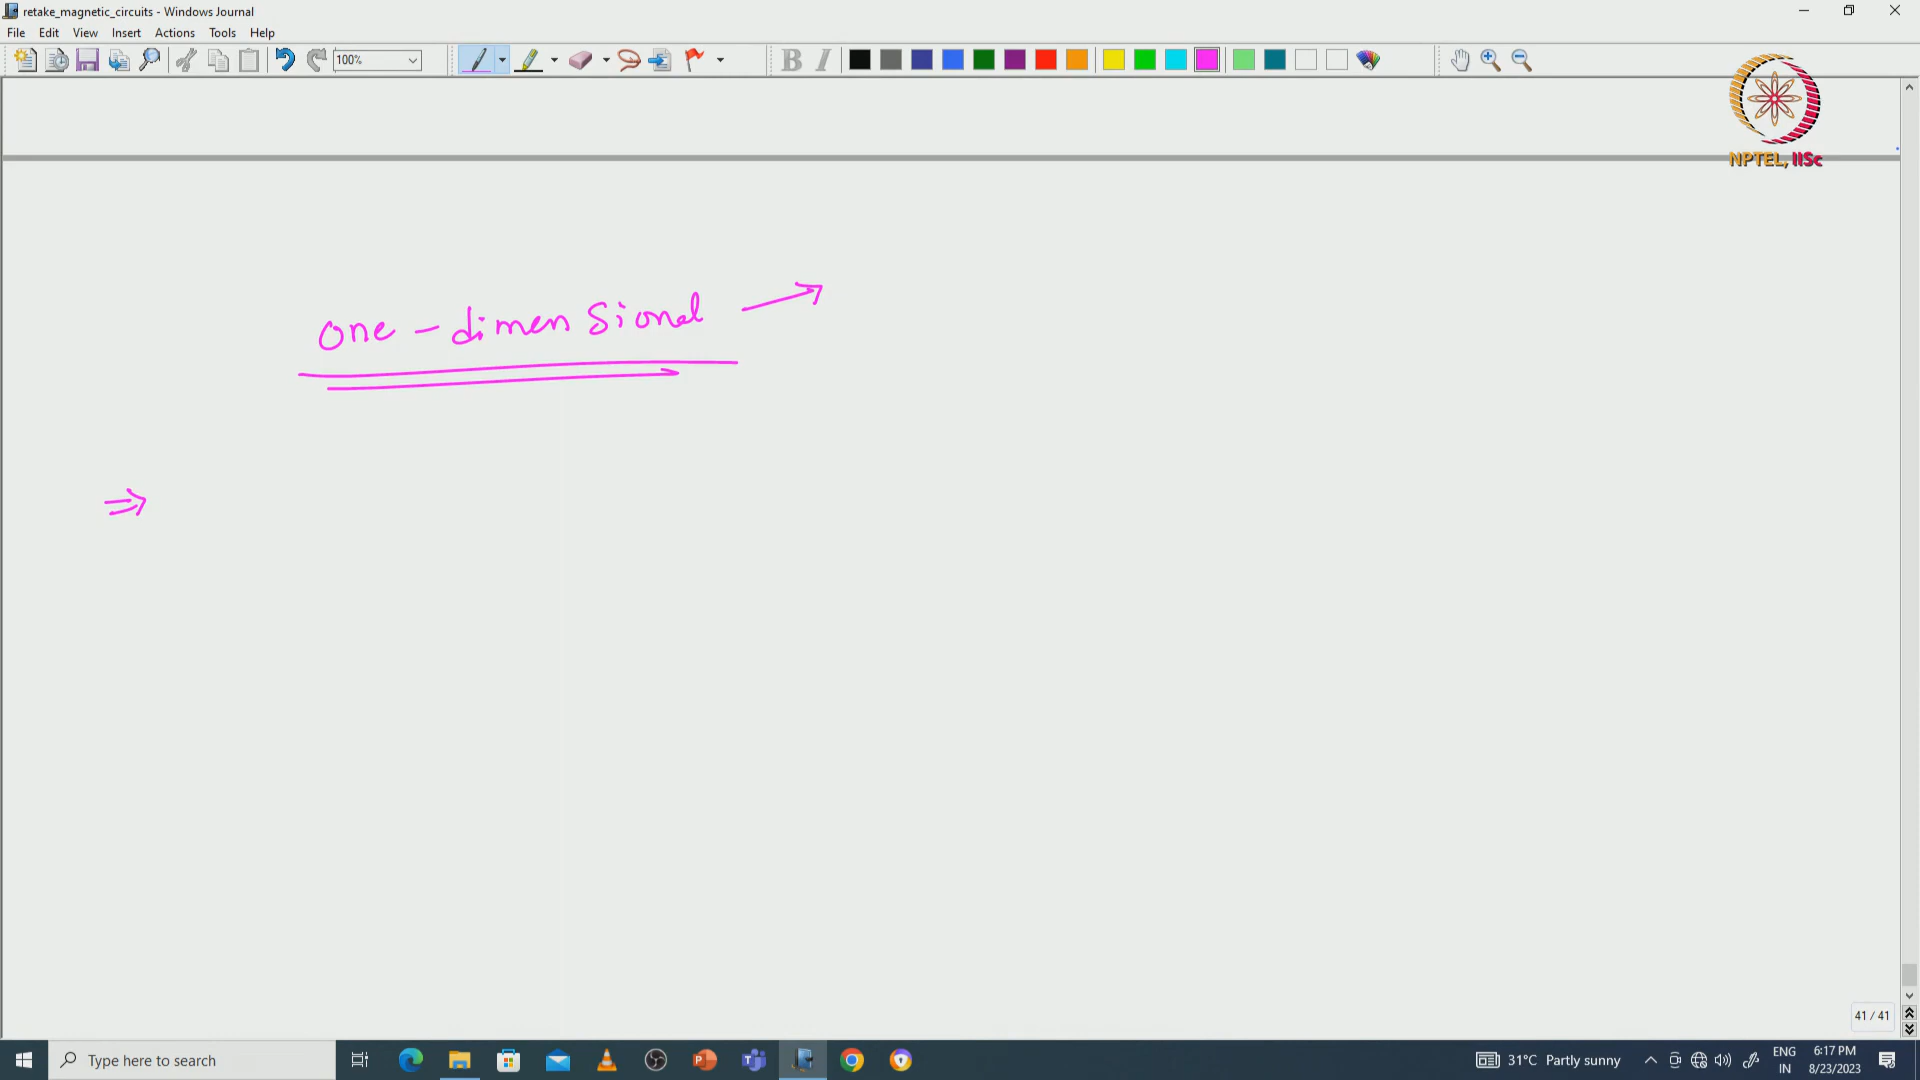 retake_magnetic_circuits - Windows Journal
File Edit View Insert Actions Tools Help
100%
B I
NPTEL, IISc
one - dimensional →
⇒
41 / 41
Type here to search
31°C Partly sunny
ENG
IN
6:17 PM
8/23/2023